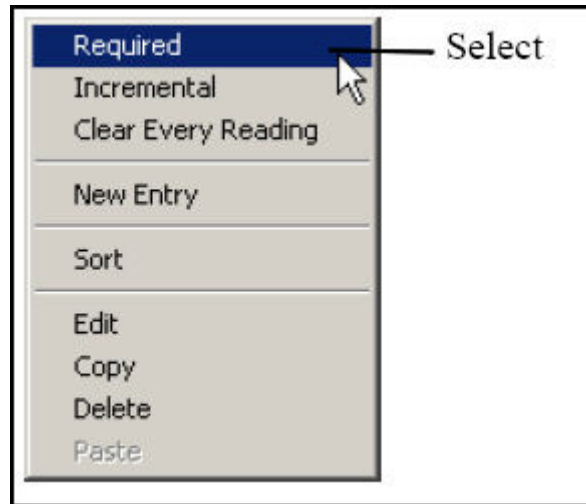 Required Select
Incremental
Clear Every Reading
New Entry
Sort
Edit
Copy
Delete
Paste